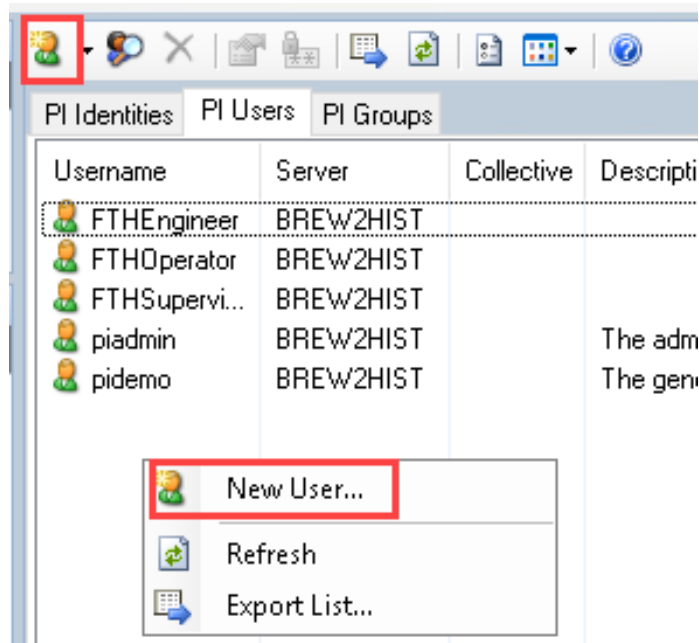 PI Identities PI Users PI Groups
Username Server Collective Descripti
FTHEngineer BREW2HIST
FTHOperator BREW2HIST
FTHSupervi... BREW2HIST
piadmin BREW2HIST The adm
pidemo BREW2HIST The gene
New User...
Refresh
Export List...